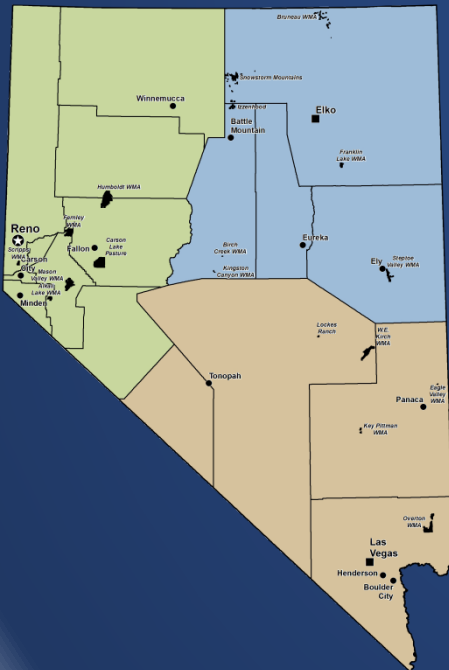 Bruneau WMA
Snowstorm Mountains
Winnemucca
Izzenhood
Elko
Battle
Mountain
Franklin
Lake WMA
Humboldt WMA
Fernley
WMA
Reno
Scripps
WMA
Fallon
Carson
Lake
Pasture
Eureka
Carson
City
Mason
Valley WMA
Birch
Creek WMA
Ely
Steptoe
Valley WMA
Alkali
Lake WMA
Kingston
Canyon WMA
Minden
Lockes
Ranch
W.E.
Kirch
WMA
Tonopah
Eagle
Valley
WMA
Panaca
Key Pittman
WMA
Overton
WMA
Las
Vegas
Henderson
Boulder
City